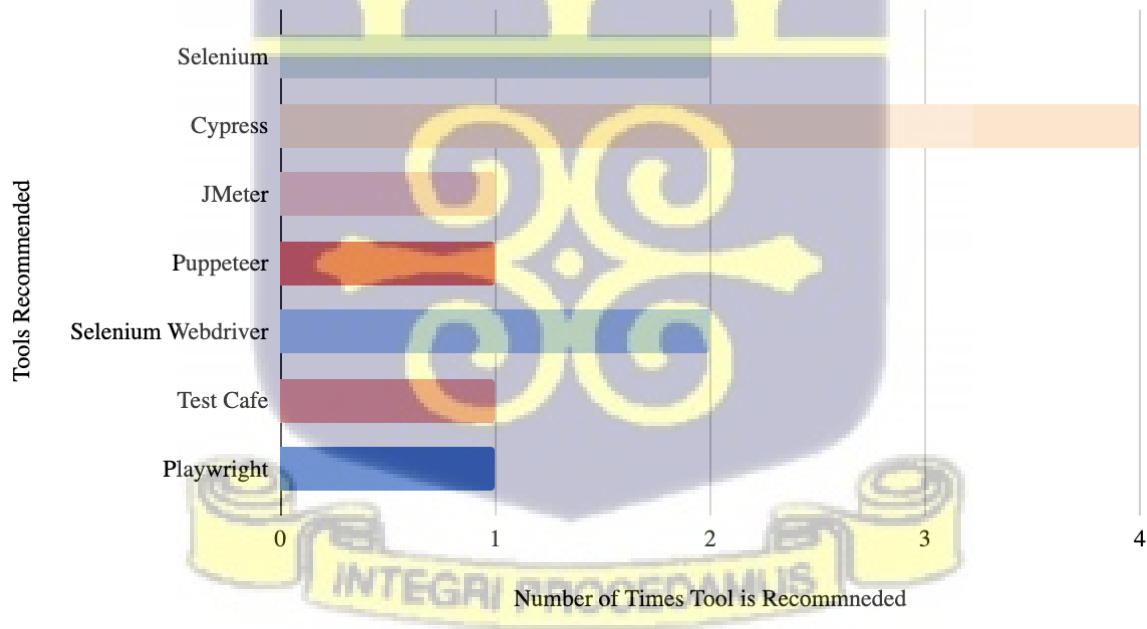 Tools Recommended
Selenium
Cypress
JMeter
Puppeteer
Selenium Webdriver
Test Cafe
Playwright
0 1 2 3 4
INTEGRI PROCEDAMUS
Number of Times Tool is Recommneded